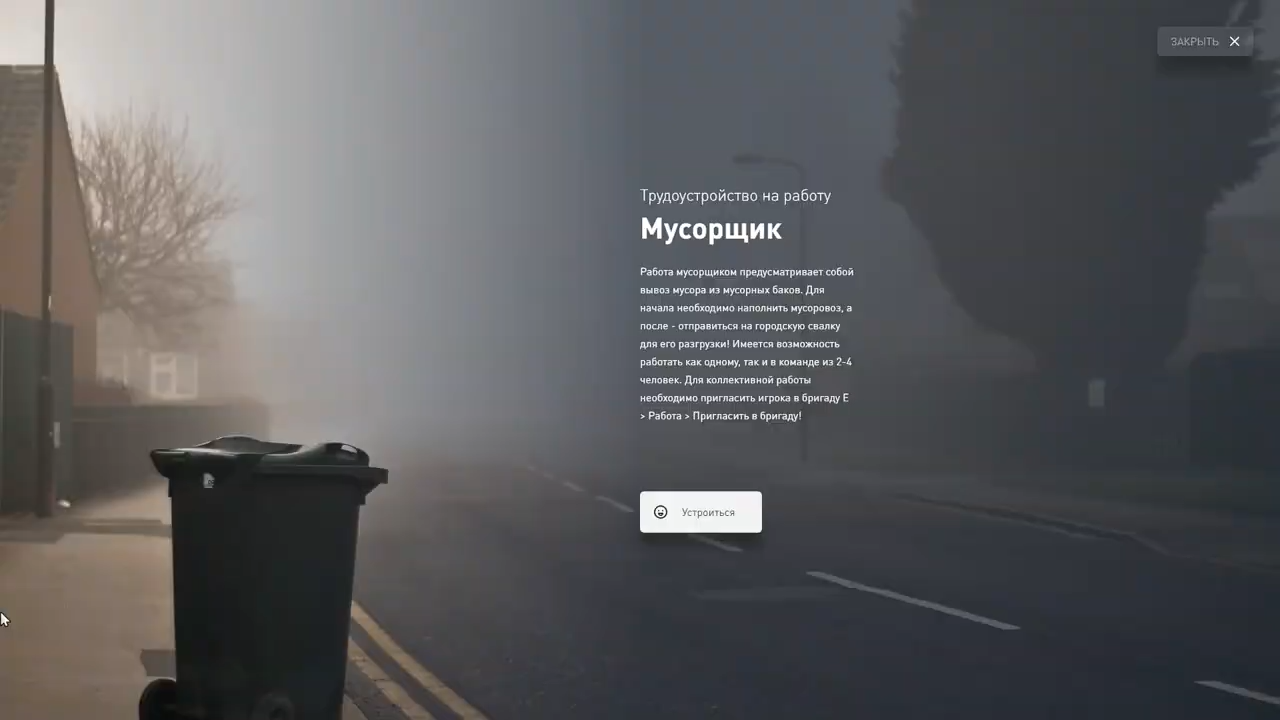 ЗАКРЫТЬ
Трудоустройство на работу
Мусорщик
Работа мусорщиком предусматривает собой
вывоз мусора из мусорных баков. Для
начала необходимо наполнить мусоровоз, а
после - отправиться на городскую свалку
для его разгрузки! Имеется возможность
работать как одному, так и в команде из 2-4
человек. Для коллективной работы
необходимо пригласить игрока в бригаду E
> Работа > Пригласить в бригаду!
Устроиться